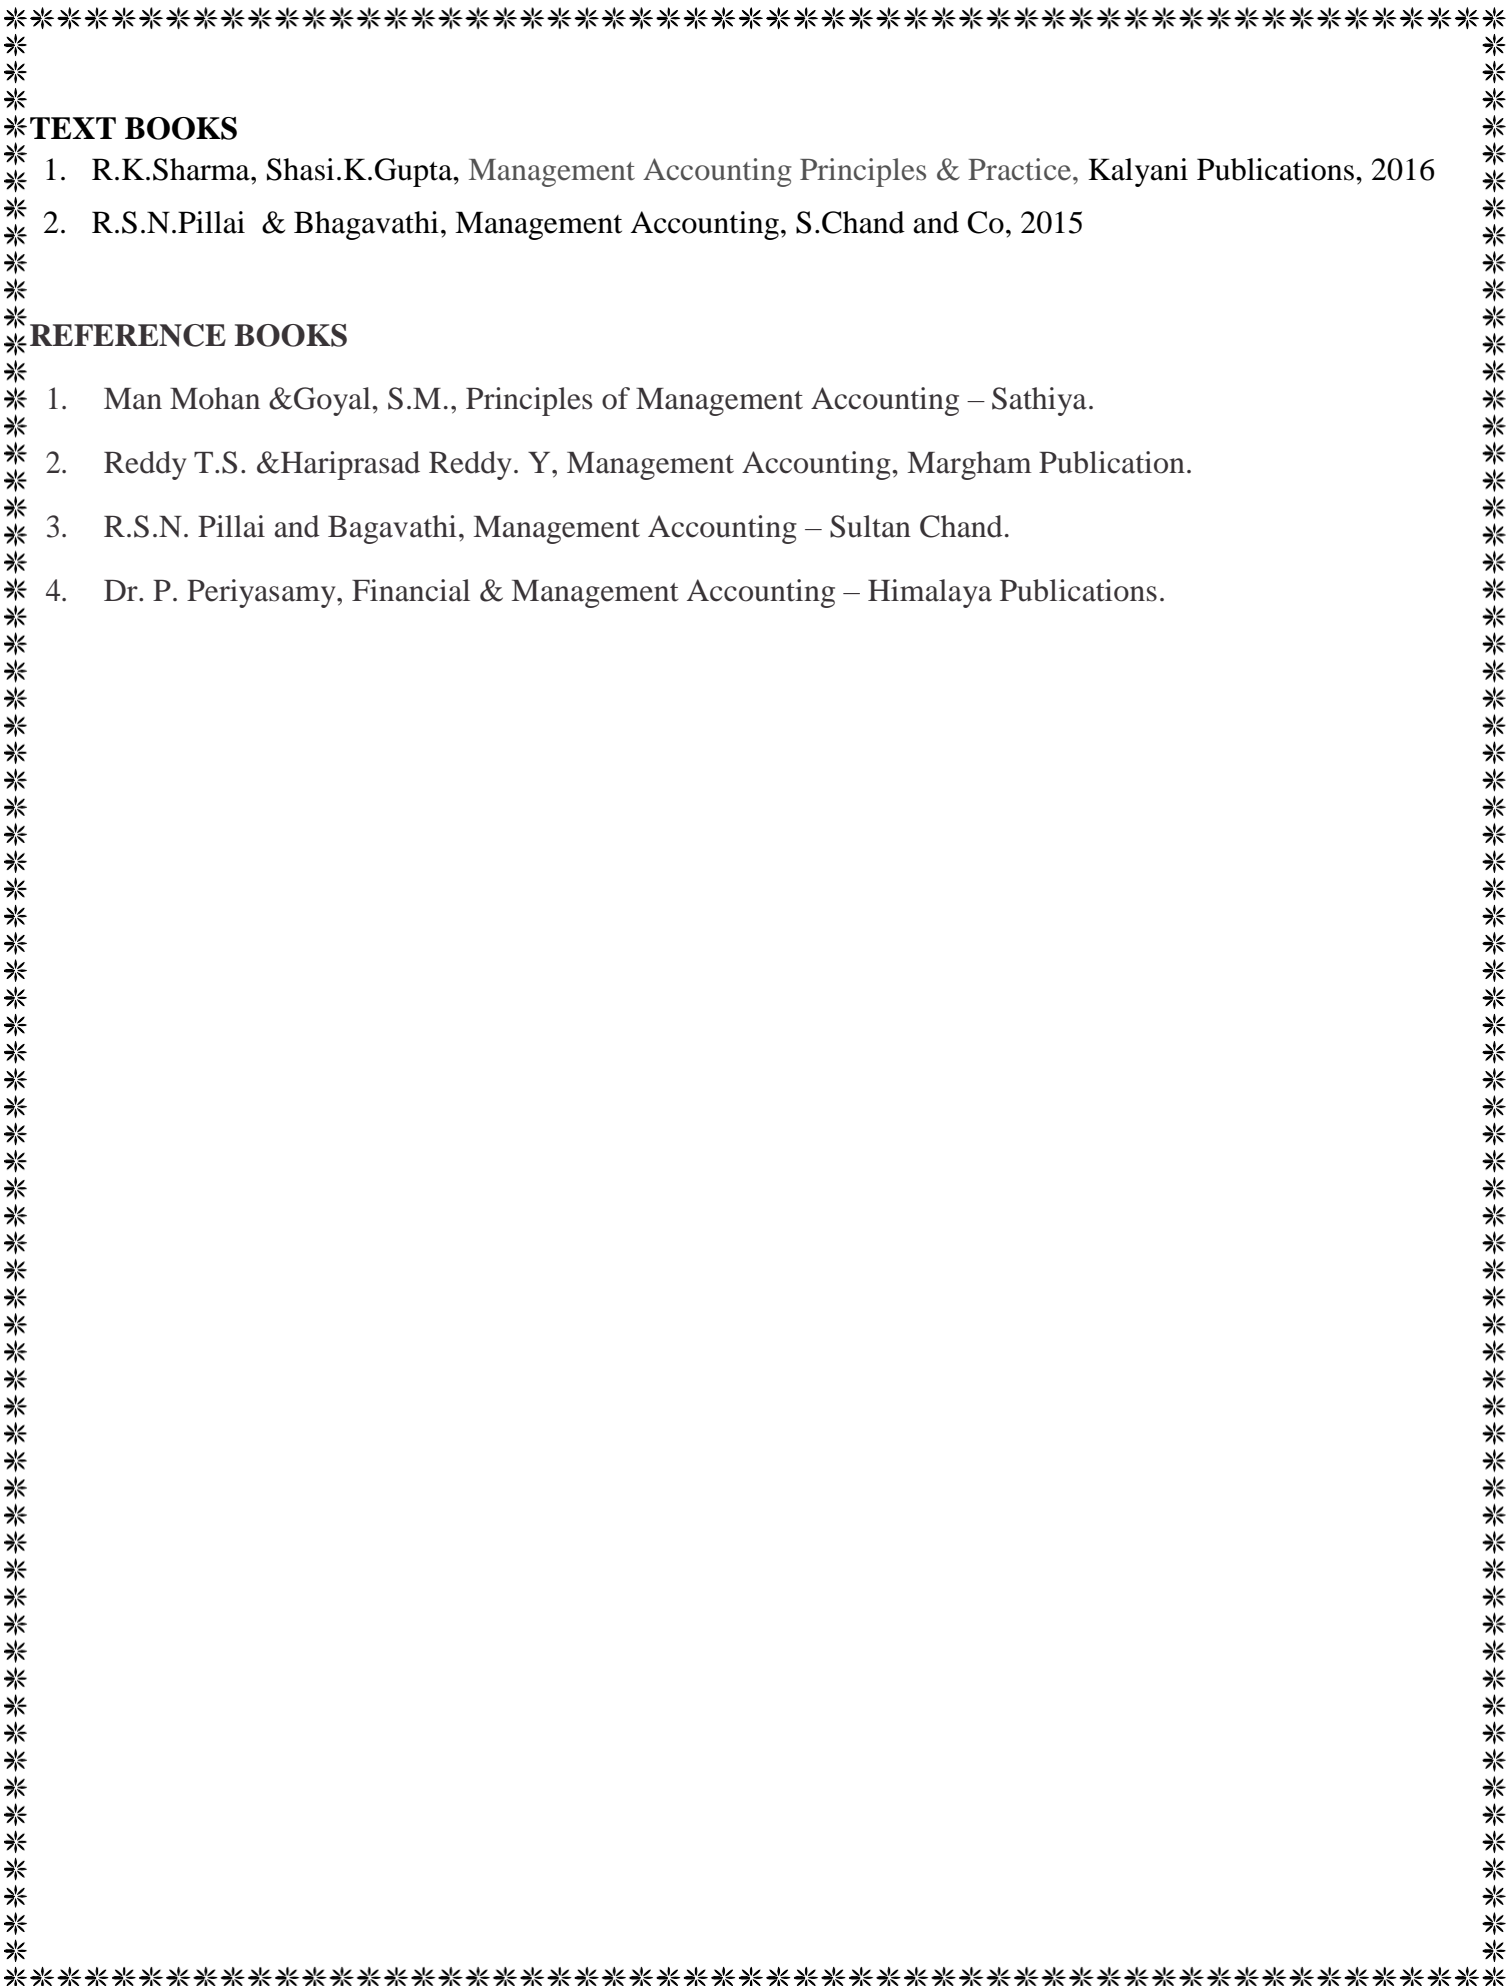 TEXT BOOKS
1. R.K.Sharma, Shasi.K.Gupta, Management Accounting Principles & Practice, Kalyani Publications, 2016
2. R.S.N.Pillai & Bhagavathi, Management Accounting, S.Chand and Co, 2015
REFERENCE BOOKS
1. Man Mohan &Goyal, S.M., Principles of Management Accounting – Sathiya.
2. Reddy T.S. &Hariprasad Reddy. Y, Management Accounting, Margham Publication.
3. R.S.N. Pillai and Bagavathi, Management Accounting – Sultan Chand.
4. Dr. P. Periyasamy, Financial & Management Accounting – Himalaya Publications.